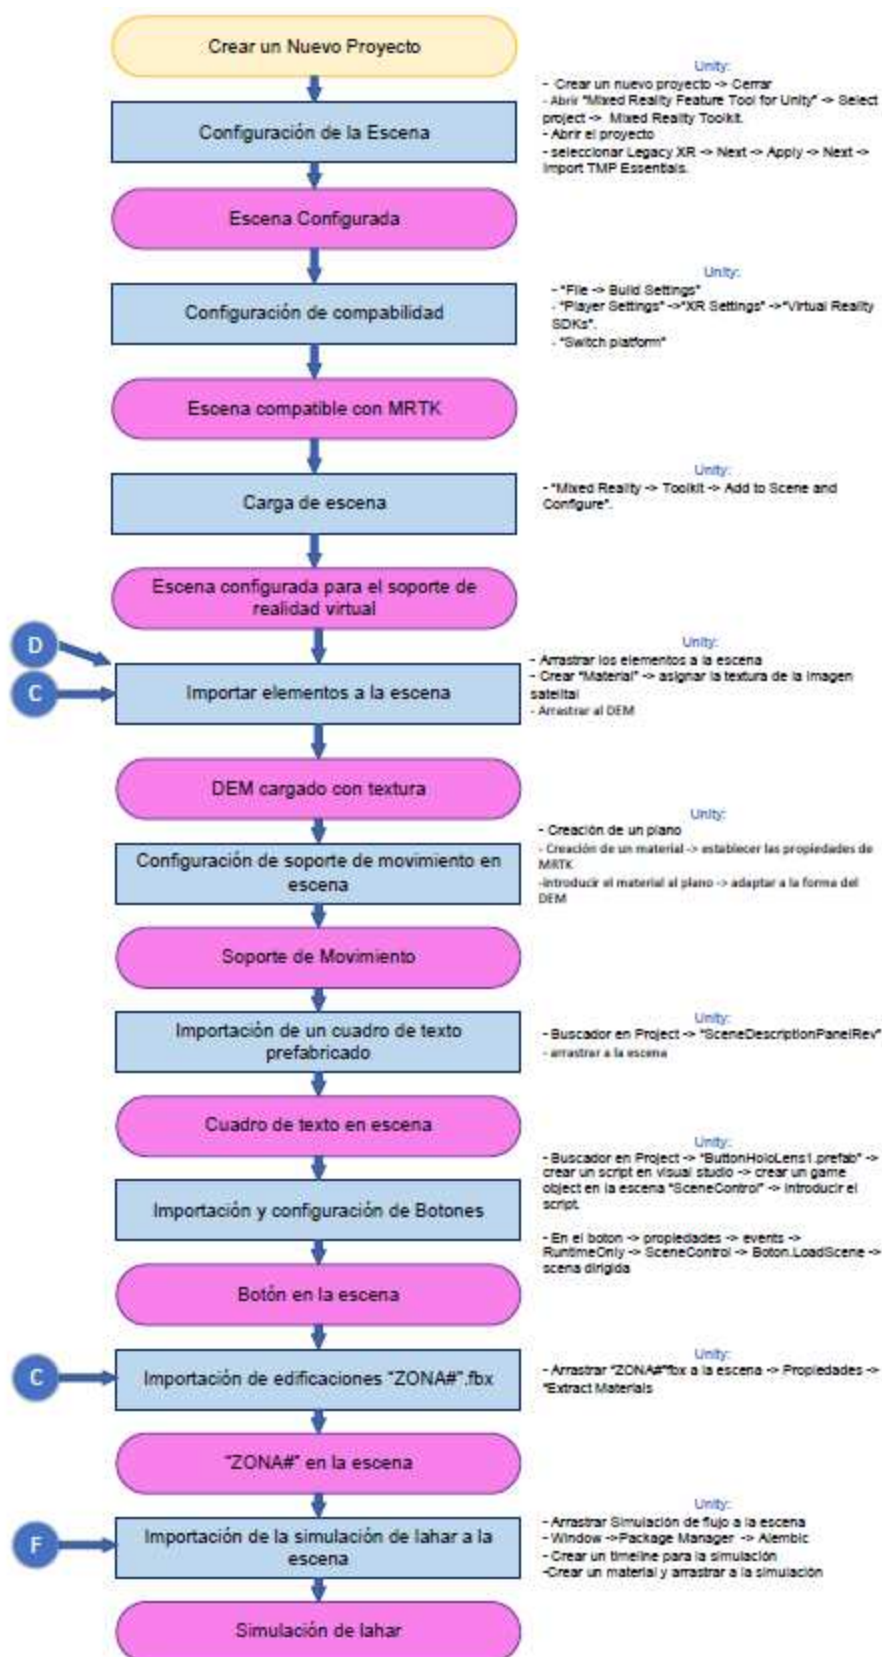 Crear un Nuevo Proyecto
Unity:
- Crear un nuevo proyecto -> Cerrar
- Abrir "Mixed Reality Feature Tool for Unity" -> Select
project -> Mixed Reality Toolkit.
- Abrir el proyecto
- seleccionar Legacy XR -> Next -> Apply -> Next ->
Import TMP Essentials.
Configuración de la Escena
Escena Configurada
Unity:
- "File -> Build Settings"
- "Player Settings" ->"XR Settings" ->"Virtual Reality
SDKs".
- "Switch platform"
Configuración de compabilidad
Escena compatible con MRTK
Unity:
- "Mixed Reality -> Toolkit -> Add to Scene and
Configure".
Carga de escena
Escena configurada para el soporte de
realidad virtual
D
C
Unity:
- Arrastrar los elementos a la escena
- Crear "Material" -> asignar la textura de la imagen
satelital
- Arrastrar al DEM
Importar elementos a la escena
DEM cargado con textura
Unity:
- Creación de un plano
- Creación de un material -> establecer las propiedades de
MRTK
-introducir el material al plano -> adaptar a la forma del
DEM
Configuración de soporte de movimiento en
escena
Soporte de Movimiento
Unity:
- Buscador en Project -> "SceneDescriptionPanelRev"
- arrastrar a la escena
Importación de un cuadro de texto
prefabricado
Cuadro de texto en escena
Unity:
- Buscador en Project -> "ButtonHoloLens1.prefab" ->
crear un script en visual studio -> crear un game
object en la escena "SceneControl" -> introducir el
script.
- En el boton -> propiedades -> events ->
RuntimeOnly -> SceneControl -> Boton.LoadScene ->
scena dirigida
Importación y configuración de Botones
Botón en la escena
C
Unity:
- Arrastrar "ZONA#"fbx a la escena -> Propiedades ->
"Extract Materials
Importación de edificaciones "ZONA#".fbx
"ZONA#" en la escena
F
Unity:
- Arrastrar Simulación de flujo a la escena
- Window ->Package Manager -> Alembic
- Crear un timeline para la simulación
-Crear un material y arrastrar a la simulación
Importación de la simulación de lahar a la
escena
Simulación de lahar